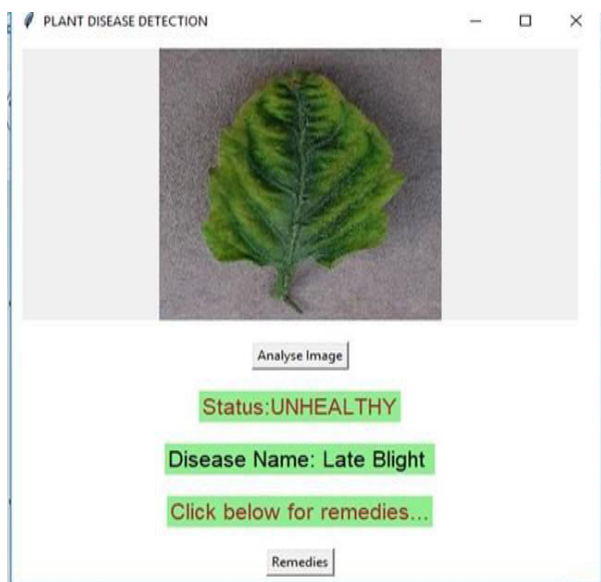 PLANT DISEASE DETECTION
Analyse Image
Status:UNHEALTHY
Disease Name: Late Blight
Click below for remedies...
Remedies